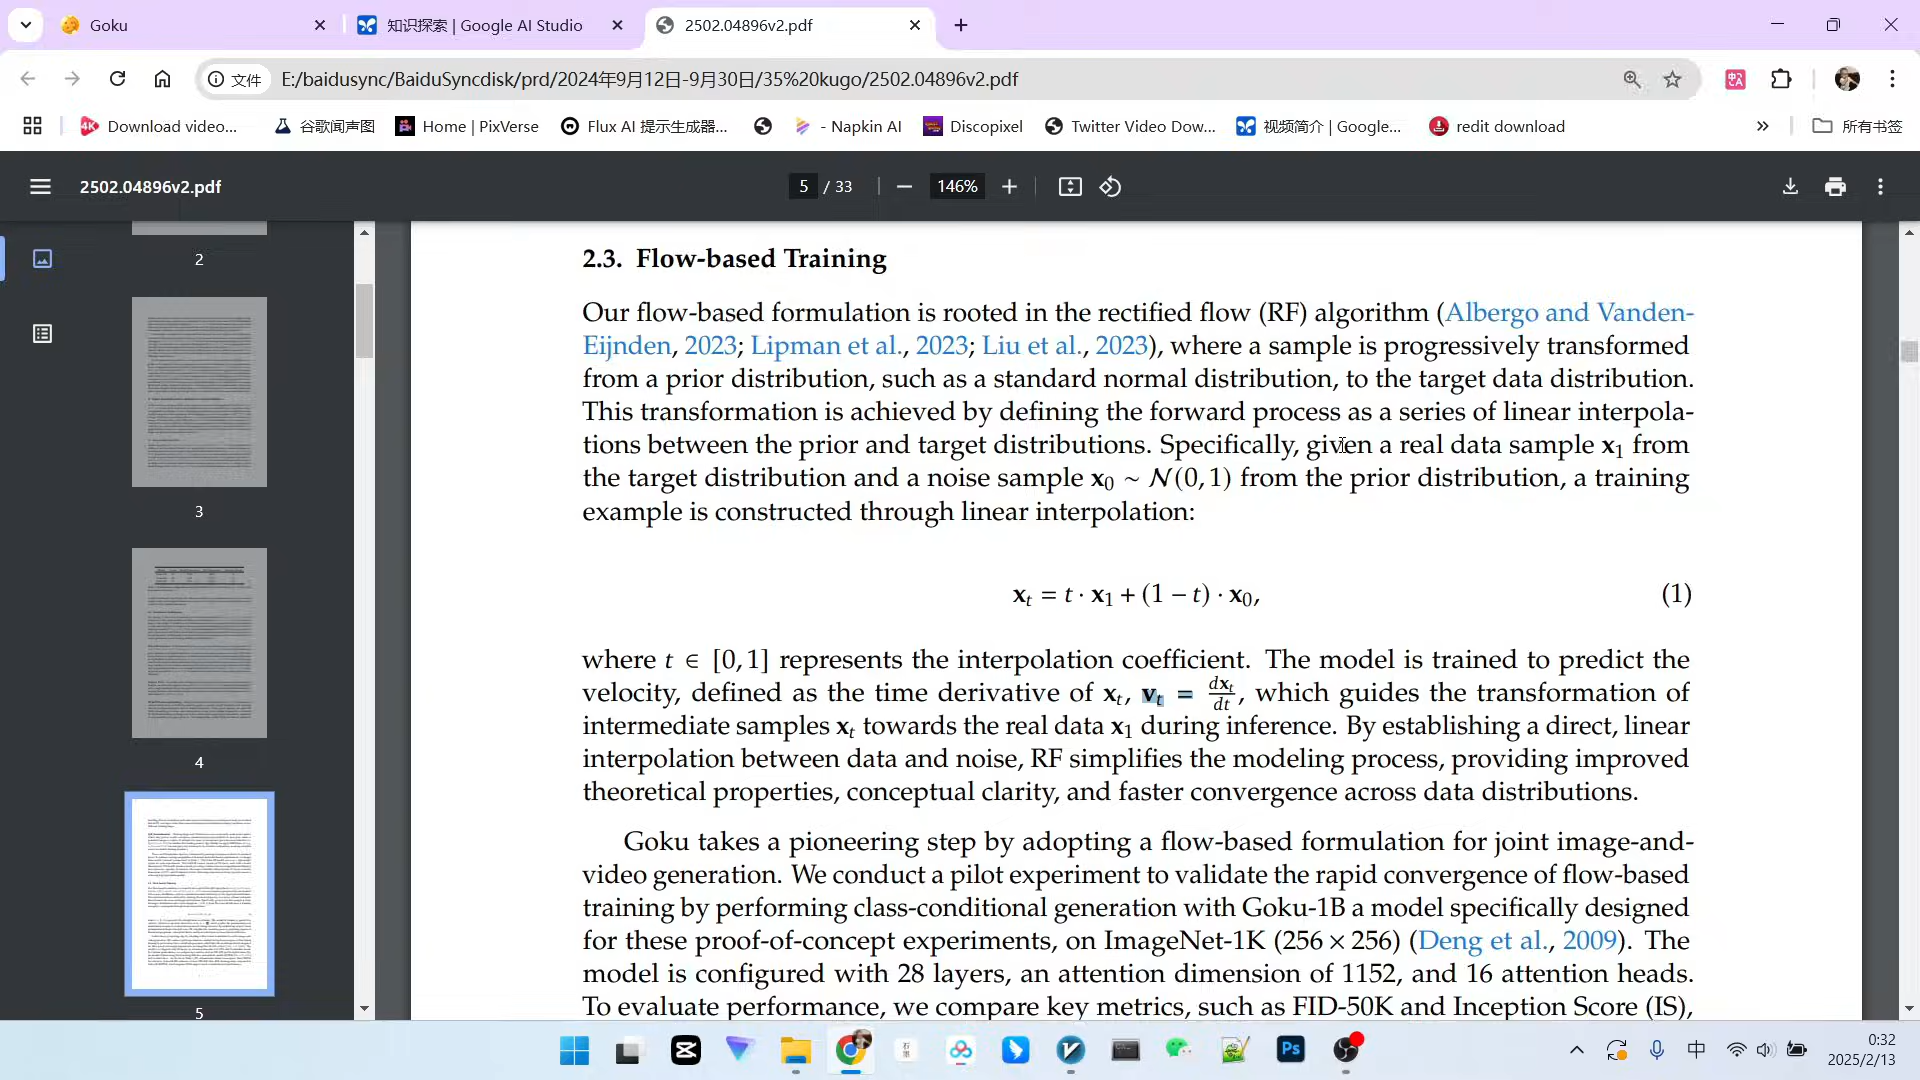 Goku
知识探索 | Google AI Studio
2502.04896v2.pdf
文件
E:/baidusync/BaiduSyncdisk/prd/2024年9月12日-9月30日/35%20kugo/2502.04896v2.pdf
Download video...
谷歌闻声图
Home | PixVerse
Flux AI 提示生成器...
- Napkin AI
Discopixel
Twitter Video Dow...
视频简介 | Google...
redit download
所有书签
2502.04896v2.pdf
5 / 33
146%
2
3
4
5
2.3. Flow-based Training
Our flow-based formulation is rooted in the rectified flow (RF) algorithm (Albergo and Vanden-
Eijnden, 2023; Lipman et al., 2023; Liu et al., 2023), where a sample is progressively transformed
from a prior distribution, such as a standard normal distribution, to the target data distribution.
This transformation is achieved by defining the forward process as a series of linear interpola-
tions between the prior and target distributions. Specifically, given a real data sample x₁ from
the target distribution and a noise sample x₀ ∼ N(0, 1) from the prior distribution, a training
example is constructed through linear interpolation:
xₜ = t · x₁ + (1 − t) · x₀, (1)
where t ∈ [0, 1] represents the interpolation coefficient. The model is trained to predict the
velocity, defined as the time derivative of xₜ, vₜ = dxₜ/dt, which guides the transformation of
intermediate samples xₜ towards the real data x₁ during inference. By establishing a direct, linear
interpolation between data and noise, RF simplifies the modeling process, providing improved
theoretical properties, conceptual clarity, and faster convergence across data distributions.
Goku takes a pioneering step by adopting a flow-based formulation for joint image-and-
video generation. We conduct a pilot experiment to validate the rapid convergence of flow-based
training by performing class-conditional generation with Goku-1B a model specifically designed
for these proof-of-concept experiments, on ImageNet-1K (256 × 256) (Deng et al., 2009). The
model is configured with 28 layers, an attention dimension of 1152, and 16 attention heads.
To evaluate performance, we compare key metrics, such as FID-50K and Inception Score (IS),
Ps
中
0:32
2025/2/13